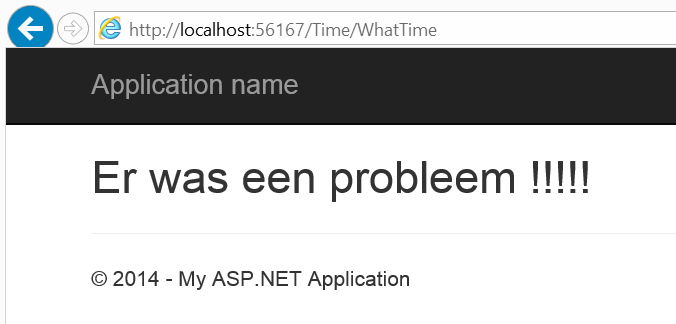 http://localhost:56167/Time/WhatTime
Application name
Er was een probleem !!!!!
© 2014 - My ASP.NET Application